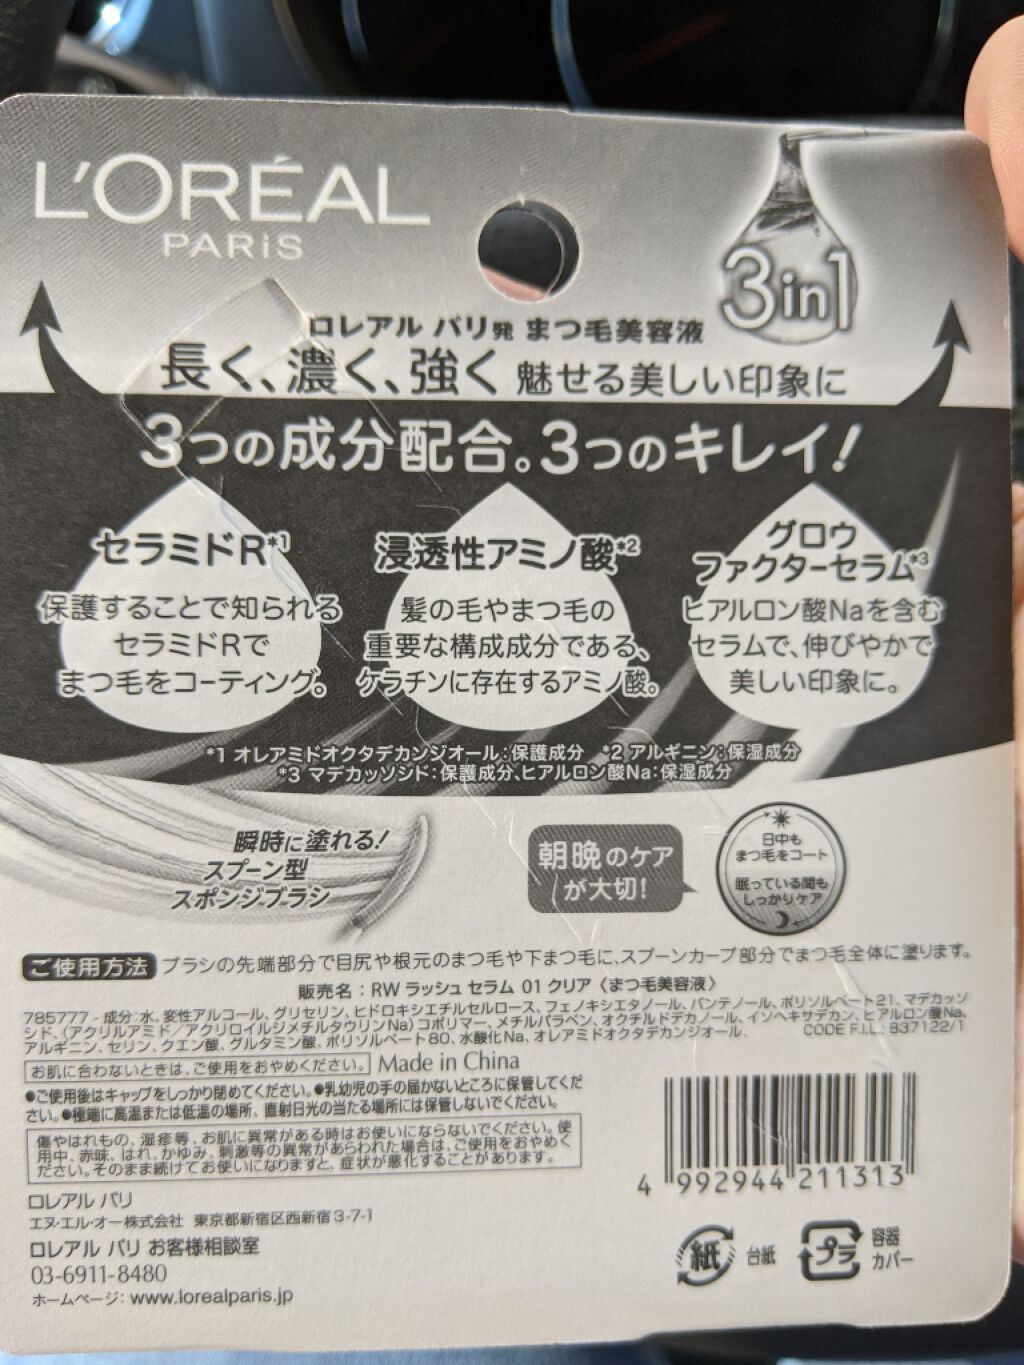 L'ORÉAL
PARIS
3in1
ロレアル パリ発 まつ毛美容液
長く、濃く、強く 魅せる美しい印象に
3つの成分配合。3つのキレイ!
セラミドR*1
保護することで知られる
セラミドRで
まつ毛をコーティング。
浸透性アミノ酸*2
髪の毛やまつ毛の
重要な構成成分である、
ケラチンに存在するアミノ酸。
グロウ
ファクターセラム*3
ヒアルロン酸Naを含む
セラムで、伸びやかで
美しい印象に。
*1 オレアミドオクタデカンジオール:保護成分 *2 アルギニン:保湿成分
*3 マデカッソシド:保護成分、ヒアルロン酸Na:保湿成分
瞬時に塗れる!
スプーン型
スポンジブラシ
朝晩のケア
が大切!
日中も
まつ毛をコート
眠っている間も
しっかりケア
ご使用方法 ブラシの先端部分で目尻や根元のまつ毛や下まつ毛に、スプーンカーブ部分でまつ毛全体に塗ります。
販売名:RW ラッシュ セラム 01 クリア〈まつ毛美容液〉
785777 - 成分:水、変性アルコール、グリセリン、ヒドロキシエチルセルロース、フェノキシエタノール、パンテノール、ポリソルベート21、マデカッソ
シド、(アクリルアミド/アクリロイルジメチルタウリンNa)コポリマー、メチルパラベン、オクチルドデカノール、イソヘキサデカン、ヒアルロン酸Na、
アルギニン、セリン、クエン酸、グルタミン酸、ポリソルベート80、水酸化Na、オレアミドオクタデカンジオール. CODE F.I.L.: B37122/1
お肌に合わないときは、ご使用をおやめください。 Made in China
●ご使用後はキャップをしっかり閉めてください。●乳幼児の手の届かないところに保管してくだ
さい。●極端に高温または低温の場所、直射日光の当たる場所には保管しないでください。
傷やはれもの、湿疹等、お肌に異常がある時はお使いにならないでください。使
用中、赤味、はれ、かゆみ、刺激等の異常があらわれた場合は、ご使用をおやめく
ださい。そのまま続けてお使いになりますと、症状が悪化することがあります。
ロレアル パリ
エヌ・エル・オー株式会社 東京都新宿区西新宿3-7-1
ロレアル パリ お客様相談室
03-6911-8480
ホームページ: www.lorealparis.jp
4 992944 211313
紙 台紙
プラ 容器
カバー